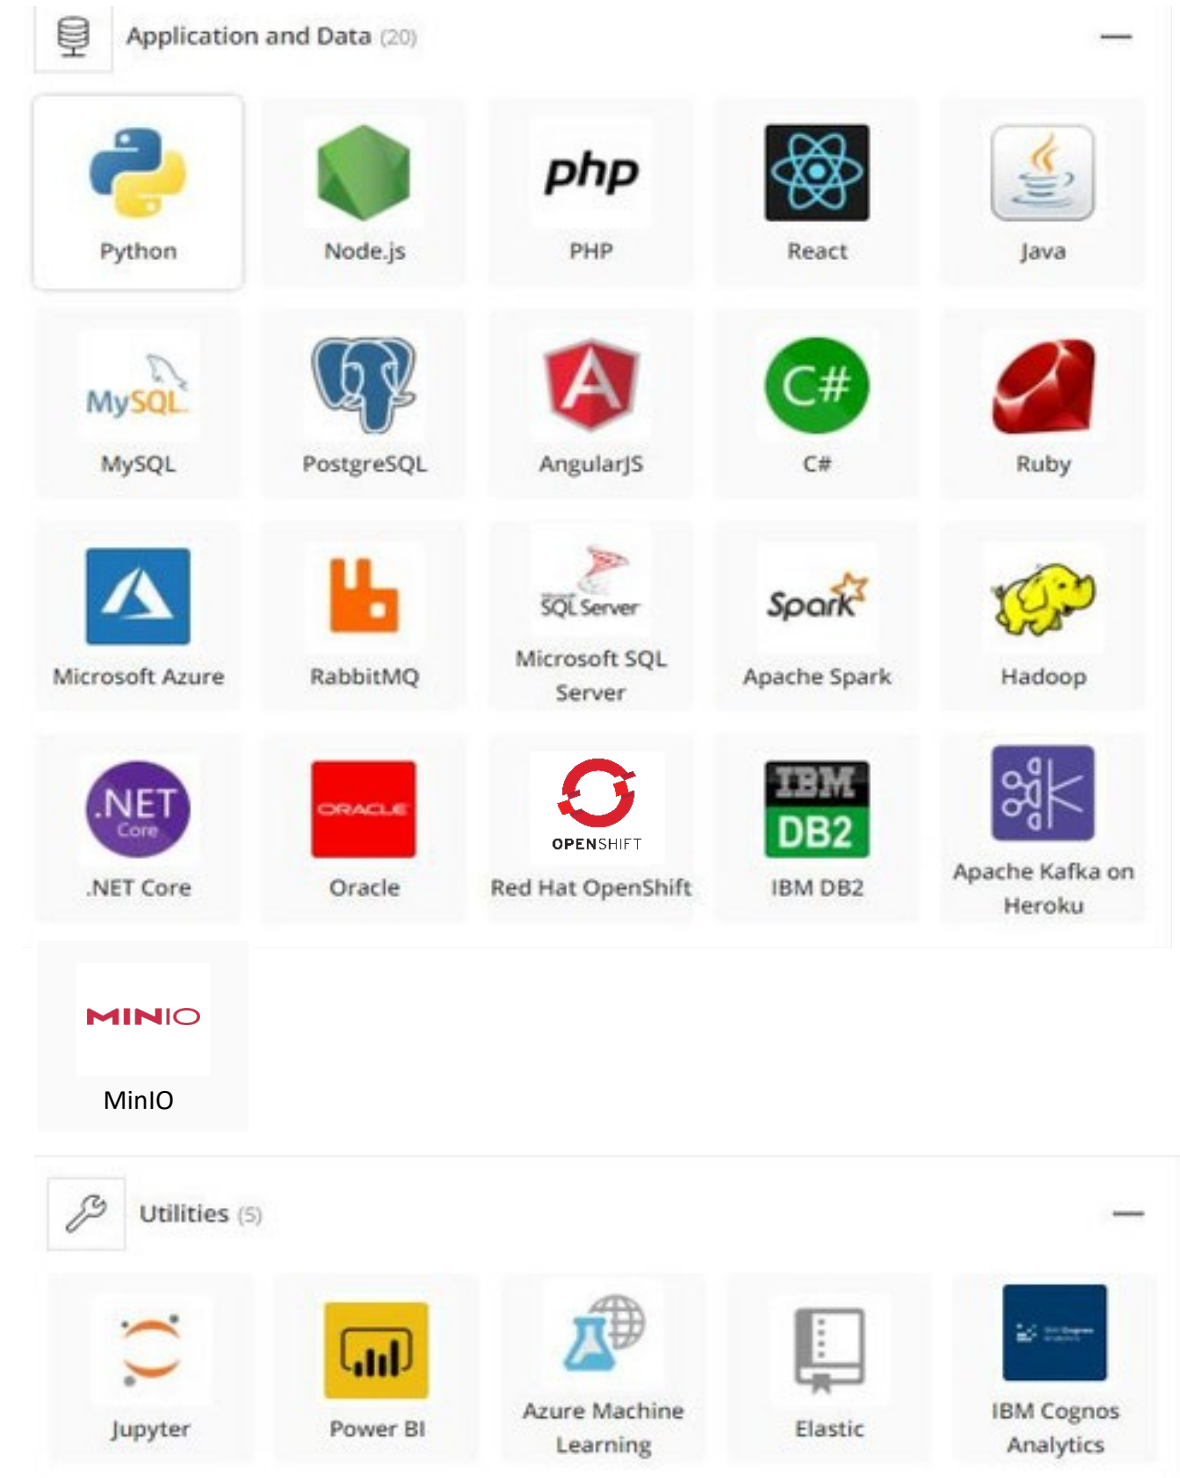 Application and Data (20)
php
Python
Node.js
PHP
React
Java
MySQL
C#
MySQL
PostgreSQL
AngularJS
C#
Ruby
SQL Server
Spark
Microsoft Azure
RabbitMQ
Microsoft SQL
Server
Apache Spark
Hadoop
.NET
Core
ORACLE
OPENSHIFT
IBM
DB2
.NET Core
Oracle
Red Hat OpenShift
IBM DB2
Apache Kafka on
Heroku
MINIO
MinIO
Utilities (5)
Jupyter
Power BI
Azure Machine
Learning
Elastic
IBM Cognos
Analytics